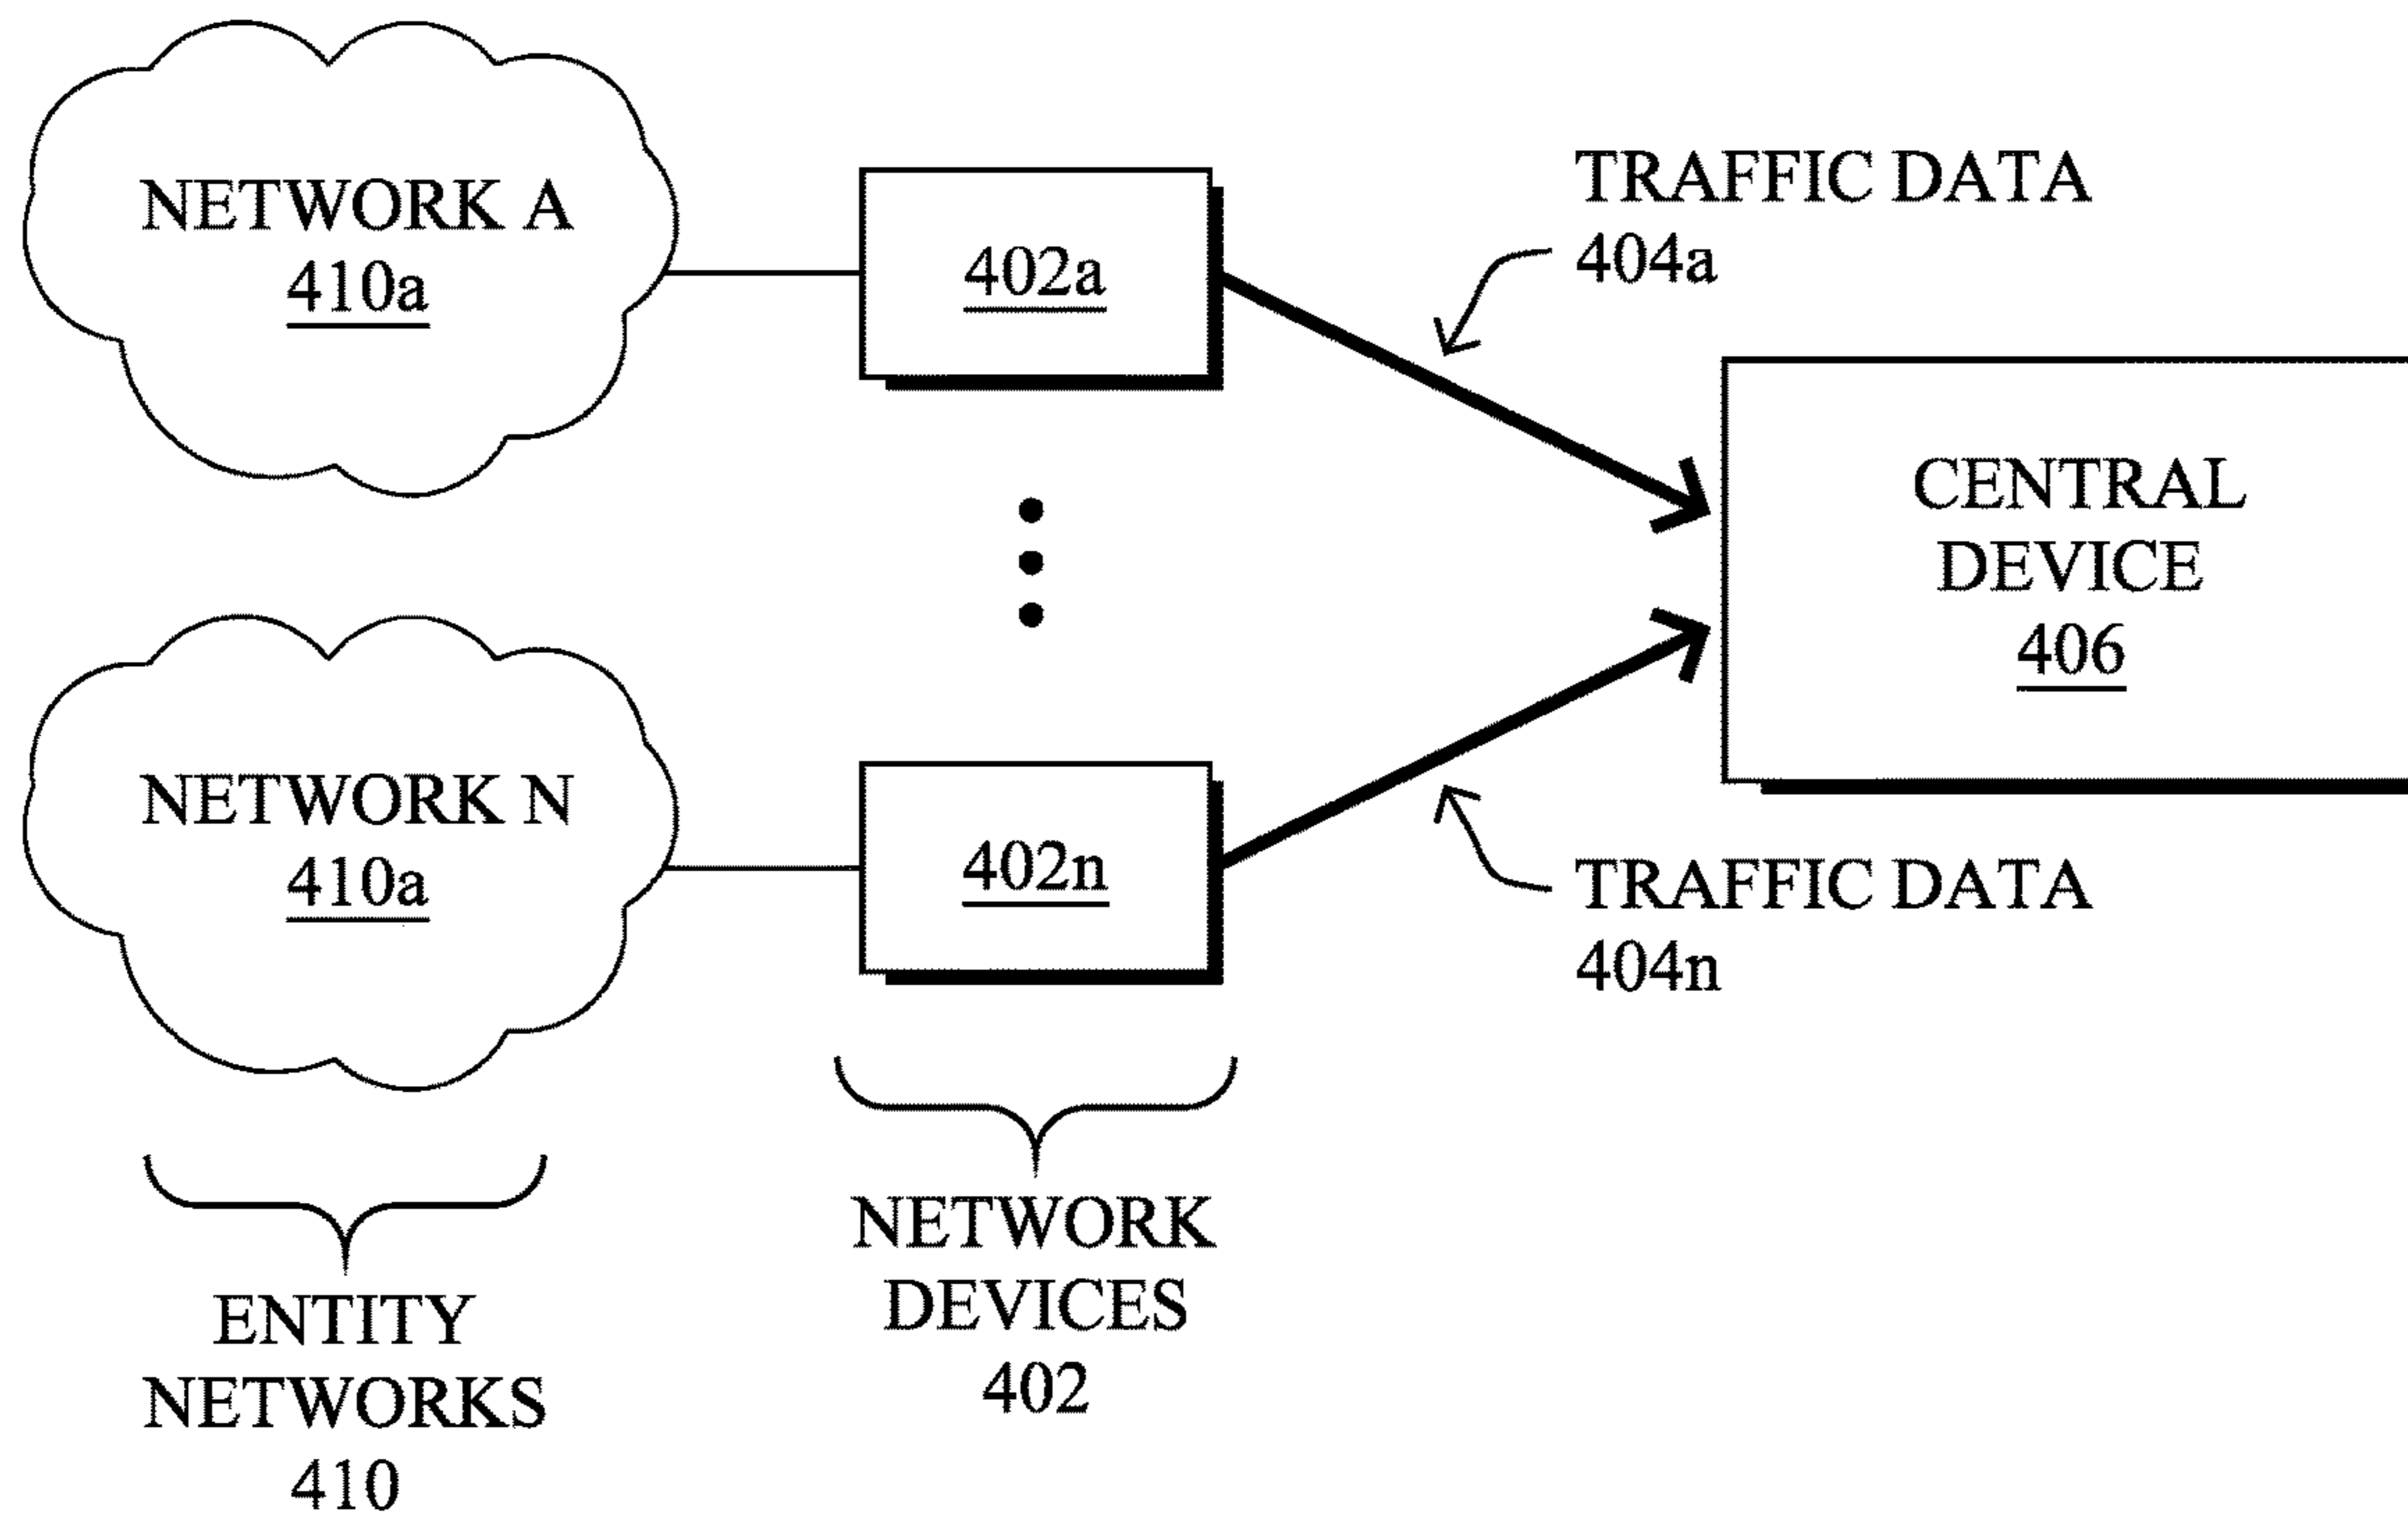 NETWORK A
410a
402a
TRAFFIC DATA
404a
CENTRAL
DEVICE
406
NETWORK N
410a
402n
TRAFFIC DATA
404n
NETWORK
DEVICES
402
ENTITY
NETWORKS
410